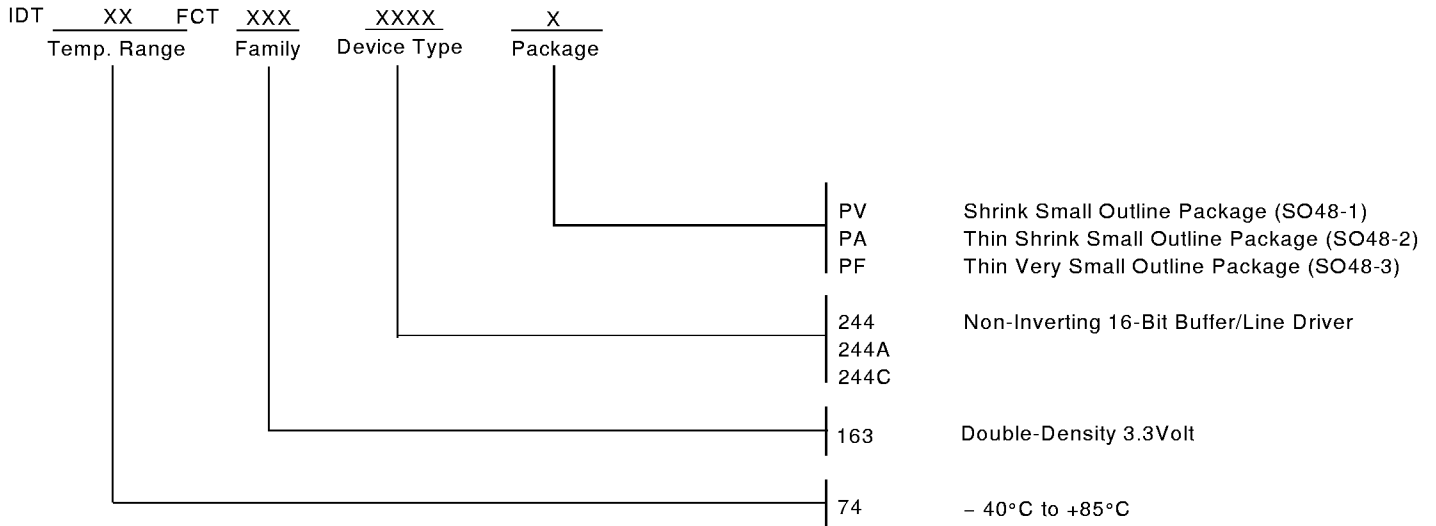 IDT XX FCT XXX XXXX X
Temp. Range Family Device Type Package
PV Shrink Small Outline Package (SO48-1)
PA Thin Shrink Small Outline Package (SO48-2)
PF Thin Very Small Outline Package (SO48-3)
244 Non-Inverting 16-Bit Buffer/Line Driver
244A
244C
163 Double-Density 3.3Volt
74 – 40°C to +85°C